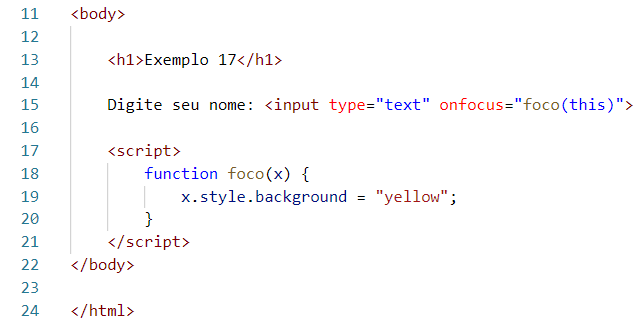 11 <body>
12
13 <h1>Exemplo 17</h1>
14
15 Digite seu nome: <input type="text" onfocus="foco(this)">
16
17 <script>
18 function foco(x) {
19 x.style.background = "yellow";
20 }
21 </script>
22 </body>
23
24 </html>